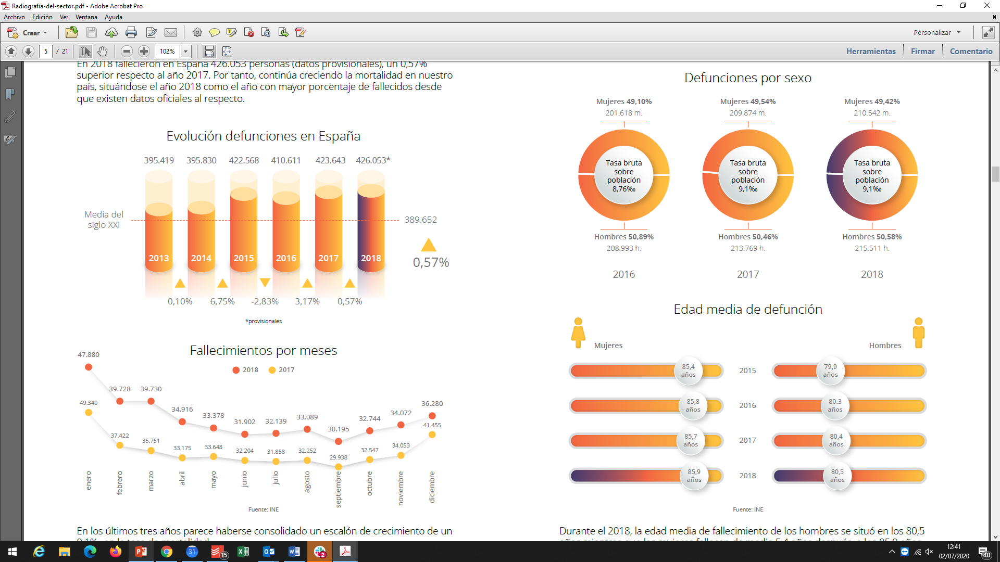 Radiografía-del-sector.pdf - Adobe Acrobat Pro
Archivo Edición Ver Ventana Ayuda
Crear
Personalizar
5 / 21
102%
Herramientas Firmar Comentario
En 2018 fallecieron en España 426.053 personas (datos provisionales), un 0,57%
superior respecto al año 2017. Por tanto, continúa creciendo la mortalidad en nuestro
país, situándose el año 2018 como el año con mayor porcentaje de fallecidos desde
que existen datos oficiales al respecto.
Evolución defunciones en España
395.419 395.830 422.568 410.611 423.643 426.053*
Media del
siglo XXI
389.652
2013 2014 2015 2016 2017 2018
0,57%
0,10% 6,75% -2,83% 3,17% 0,57%
*provisionales
Fallecimientos por meses
2018 2017
47.880
39.728 39.730
34.916
33.378
31.902
32.139
33.089
30.195
32.744
34.072
36.280
49.340
37.422
35.751
33.175
33.648
32.204
31.858
32.252
29.938
32.547
34.053
41.455
enero
febrero
marzo
abril
mayo
junio
julio
agosto
septiembre
octubre
noviembre
diciembre
Fuente: INE
En los últimos tres años parece haberse consolidado un escalón de crecimiento de un
Defunciones por sexo
Mujeres 49,10% Mujeres 49,54% Mujeres 49,42%
201.618 m. 209.874 m. 210.542 m.
Tasa bruta
sobre
población
8,76‰
Tasa bruta
sobre
población
9,1‰
Tasa bruta
sobre
población
9,1‰
Hombres 50,89% Hombres 50,46% Hombres 50,58%
208.993 h. 213.769 h. 215.511 h.
2016 2017 2018
Edad media de defunción
Mujeres Hombres
85,4
años
2015
79,9
años
85,8
años
2016
80.3
años
85,7
años
2017
80,4
años
85,9
años
2018
80,5
años
Fuente: INE
Durante el 2018, la edad media de fallecimiento de los hombres se situó en los 80,5
31
15
2
12:41
02/07/2020
40